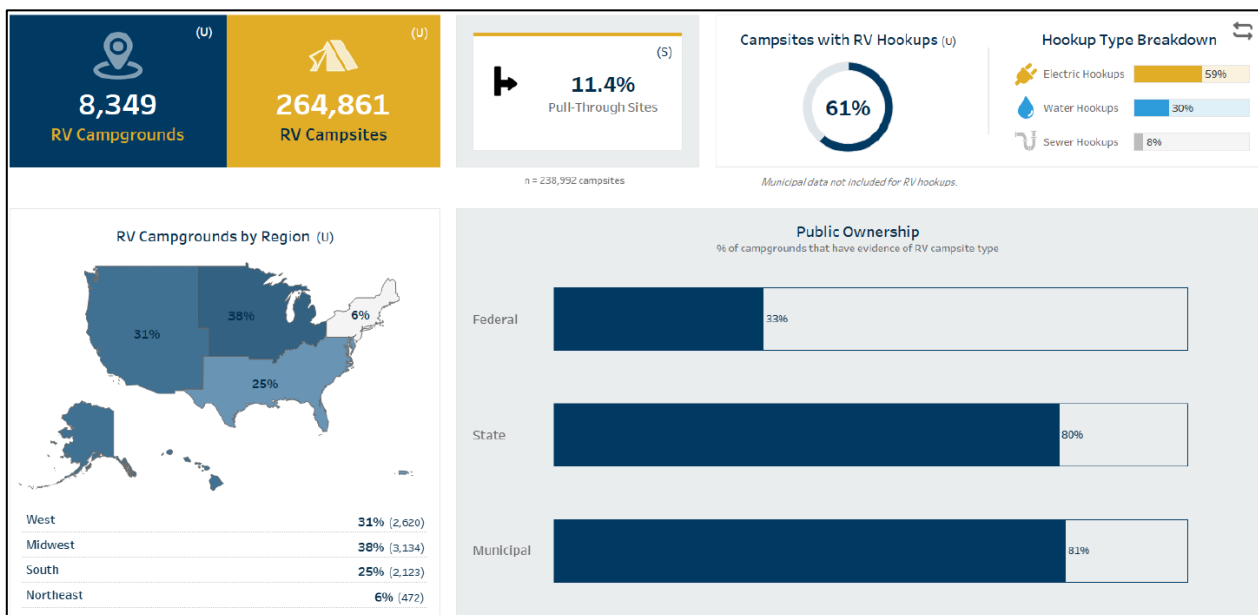 (U)
8,349
RV Campgrounds
(U)
264,861
RV Campsites
(S)
11.4%
Pull-Through Sites
n = 238,992 campsites
Campsites with RV Hookups (U)
61%
Hookup Type Breakdown
Electric Hookups 59%
Water Hookups 30%
Sewer Hookups 8%
Municipal data not included for RV hookups.
RV Campgrounds by Region (U)
31%
38%
6%
25%
West 31% (2,620)
Midwest 38% (3,134)
South 25% (2,123)
Northeast 6% (472)
Public Ownership
% of campgrounds that have evidence of RV campsite type
Federal 33%
State 80%
Municipal 81%